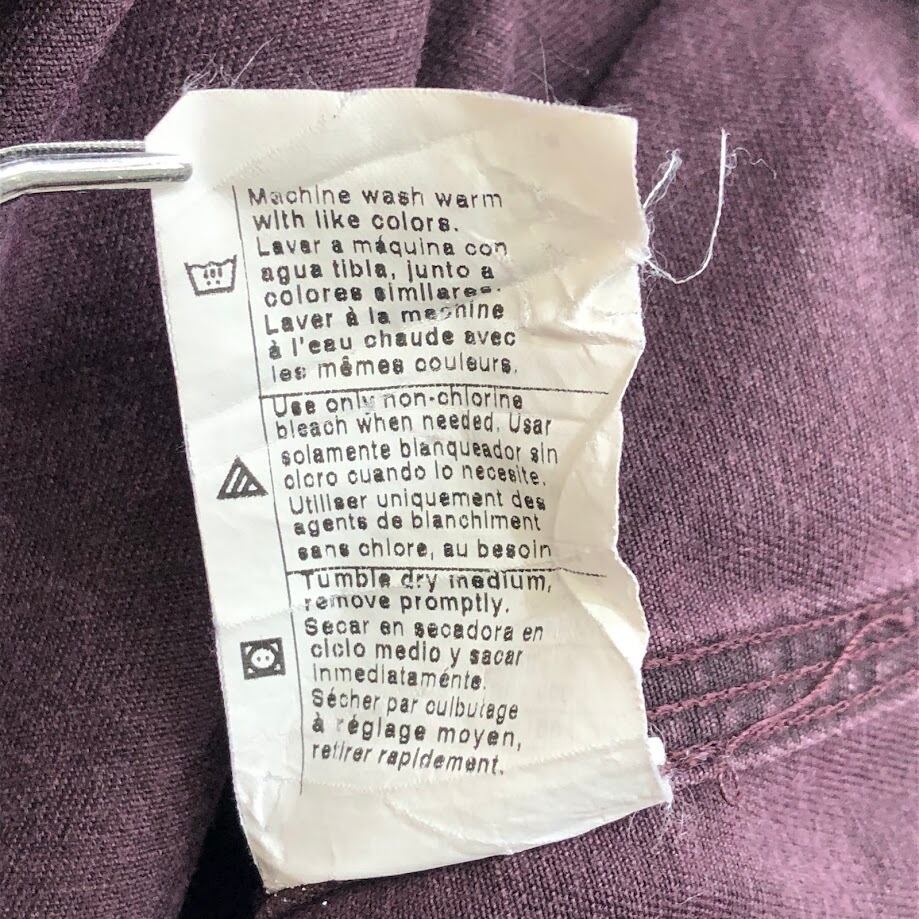 Machine wash warm
with like colors.
Lavar a máquina con
agua tibia, junto a
colores similares.
Laver à la machine
à l'eau chaude avec
les mêmes couleurs.
Use only non-chlorine
bleach when needed. Usar
solamente blanqueador sin
cloro cuando lo necesite.
Utiliser uniquement des
agents de blanchiment
sans chlore, au besoin
Tumble dry medium,
remove promptly.
Secar en secadora en
ciclo medio y sacar
inmediataménte.
Sécher par culbutage
à réglage moyen,
retirer rapidement.